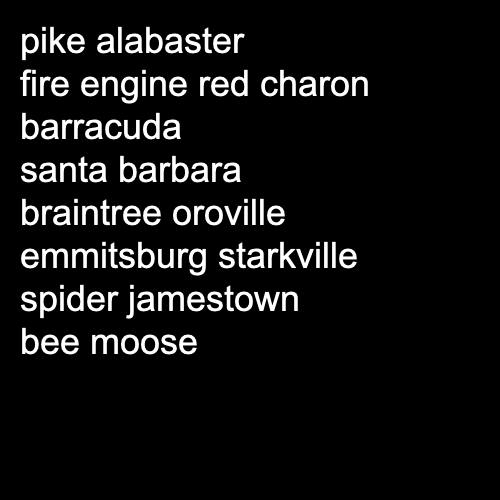 pike alabaster
fire engine red charon
barracuda
santa barbara
braintree oroville
emmitsburg starkville
spider jamestown
bee moose